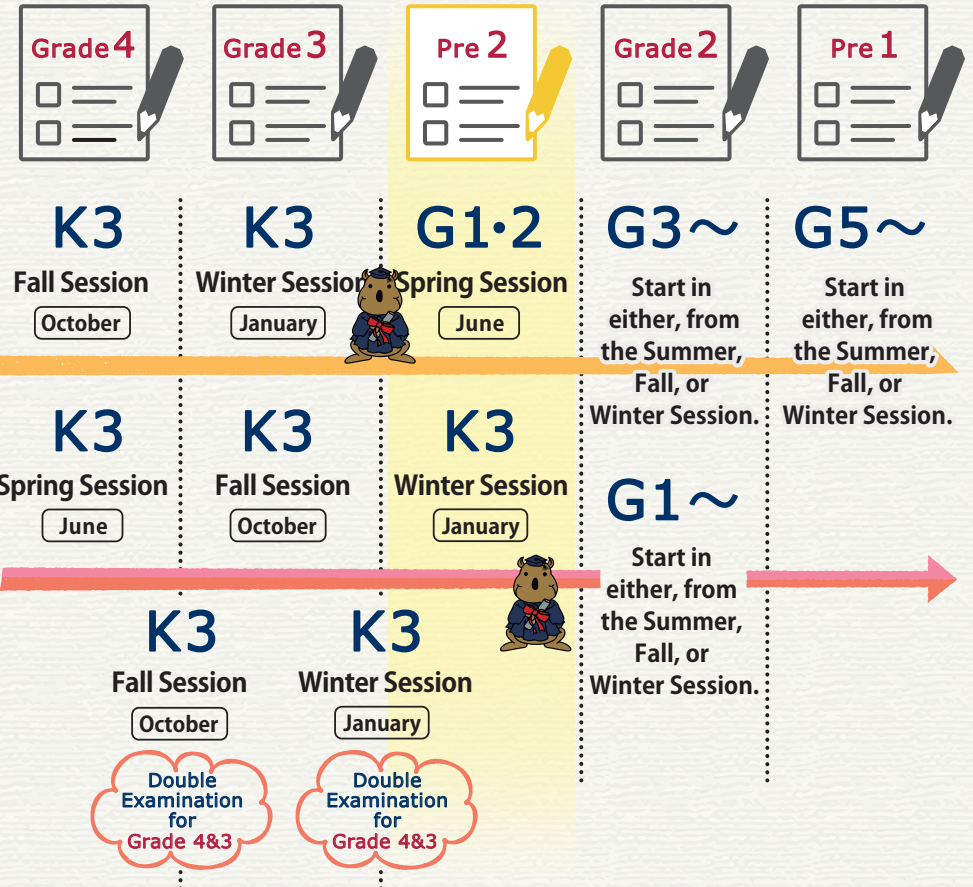 Grade 4
Grade 3
Pre 2
Grade 2
Pre 1
K3
Fall Session
October
K3
Winter Session
January
G1•2
Spring Session
June
G3～
Start in
either, from
the Summer,
Fall, or
Winter Session.
G5～
Start in
either, from
the Summer,
Fall, or
Winter Session.
K3
Spring Session
June
K3
Fall Session
October
K3
Winter Session
January
G1～
Start in
either, from
the Summer,
Fall, or
Winter Session.
K3
Fall Session
October
Double
Examination
for
Grade 4&3
K3
Winter Session
January
Double
Examination
for
Grade 4&3